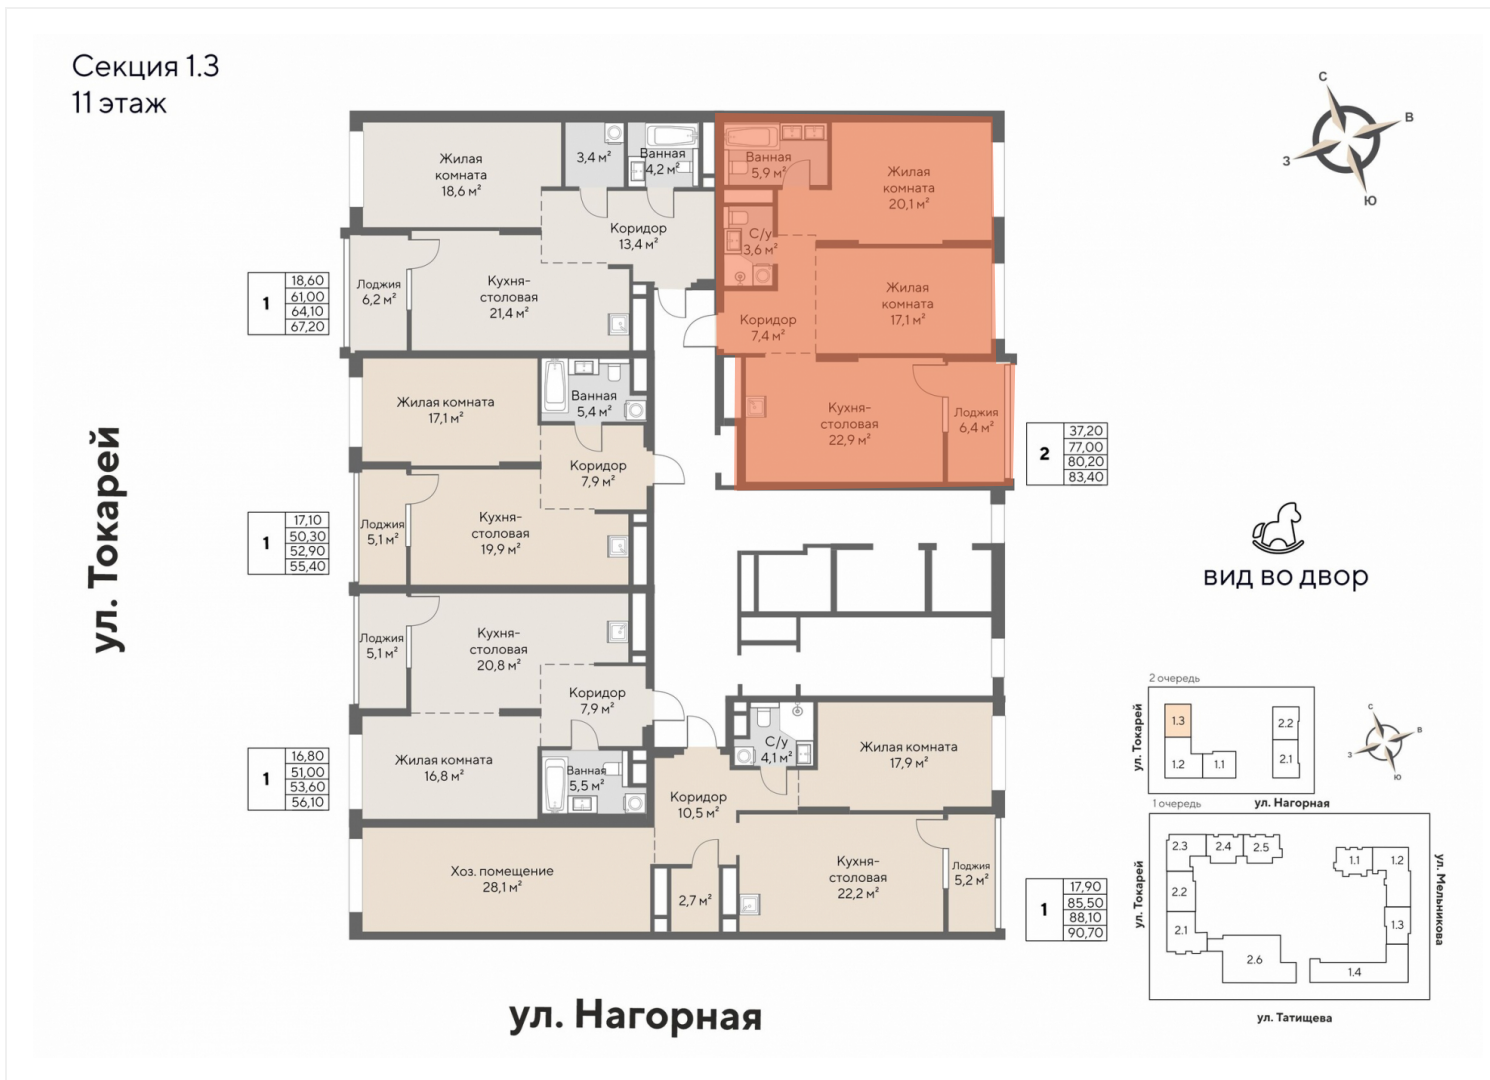 Секция 1.3
11 этаж
С
В
З
Ю
Жилая
комната
18,6 м²
3,4 м²
Ванная
4,2 м²
Коридор
13,4 м²
Лоджия
6,2 м²
Кухня-
столовая
21,4 м²
1
18,60
61,00
64,10
67,20
Ванная
5,9 м²
Жилая
комната
20,1 м²
С/у
3,6 м²
Жилая
комната
17,1 м²
Коридор
7,4 м²
Кухня-
столовая
22,9 м²
Лоджия
6,4 м²
2
37,20
77,00
80,20
83,40
Жилая комната
17,1 м²
Ванная
5,4 м²
Коридор
7,9 м²
Лоджия
5,1 м²
Кухня-
столовая
19,9 м²
1
17,10
50,30
52,90
55,40
ул. Токарей
вид во двор
Лоджия
5,1 м²
Кухня-
столовая
20,8 м²
Коридор
7,9 м²
Жилая комната
16,8 м²
Ванная
5,5 м²
1
16,80
51,00
53,60
56,10
С/у
4,1 м²
Жилая комната
17,9 м²
Коридор
10,5 м²
Хоз. помещение
28,1 м²
2,7 м²
Кухня-
столовая
22,2 м²
Лоджия
5,2 м²
1
17,90
85,50
88,10
90,70
ул. Нагорная
2 очередь
ул. Токарей
1.3
1.2
1.1
2.2
2.1
ул. Нагорная
С
В
З
Ю
1 очередь
ул. Токарей
2.3
2.4
2.5
2.2
2.1
2.6
1.1
1.2
1.3
1.4
ул. Мельникова
ул. Татищева